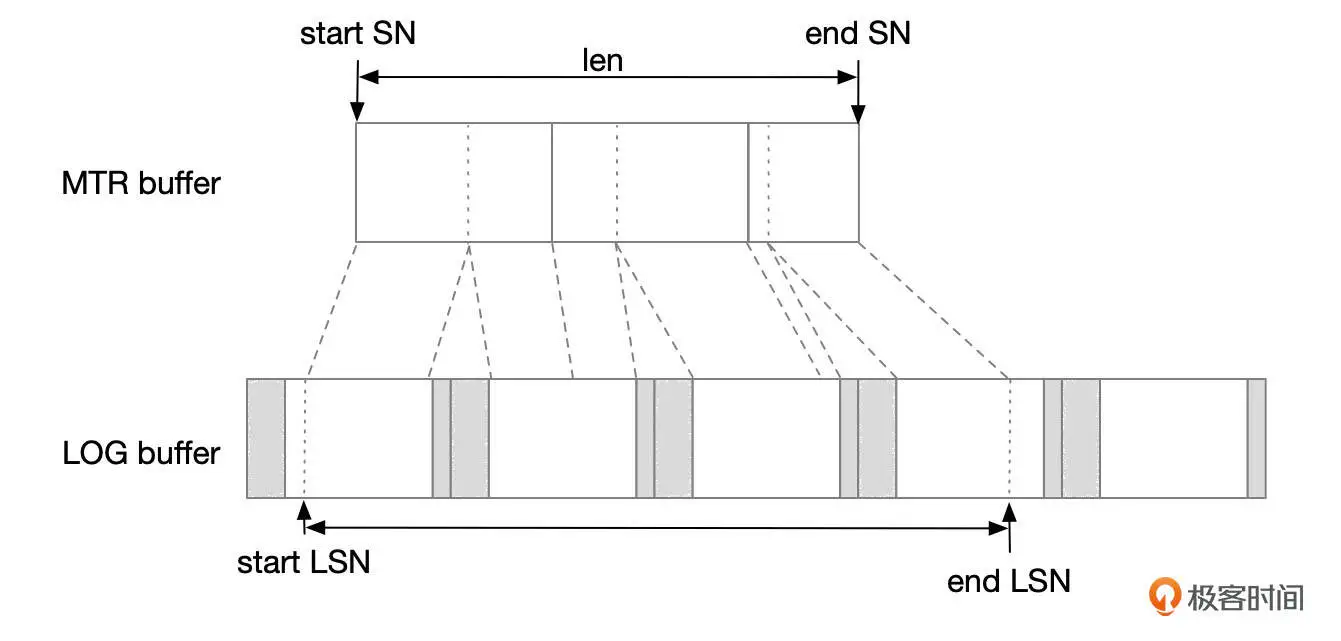 start SN
end SN
len
MTR buffer
LOG buffer
start LSN
end LSN
极客时间